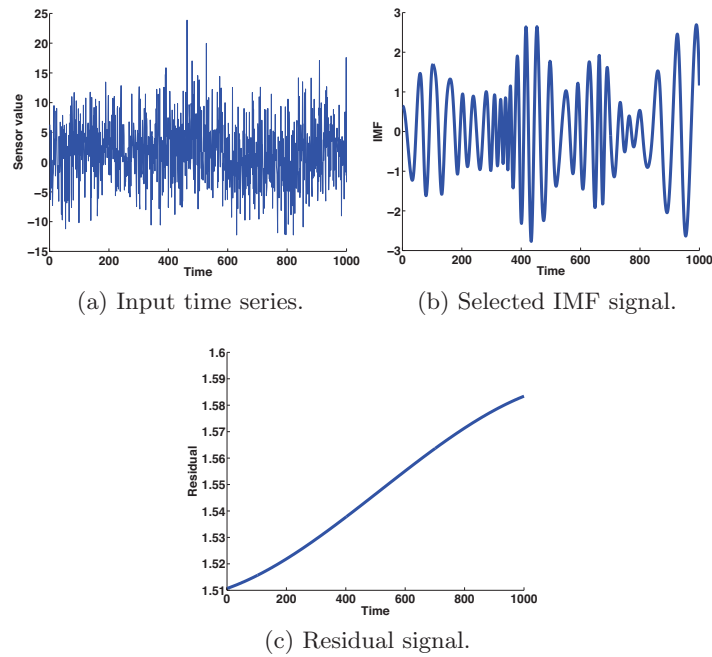 25
20
15
10
5
0
−5
−10
−15
Sensor value
0 200 400 600 800 1000
Time
(a) Input time series.
3
2
1
0
−1
−2
−3
IMF
0 200 400 600 800 1000
Time
(b) Selected IMF signal.
1.6
1.59
1.58
1.57
1.56
1.55
1.54
1.53
1.52
1.51
Residual
0 200 400 600 800 1000
Time
(c) Residual signal.